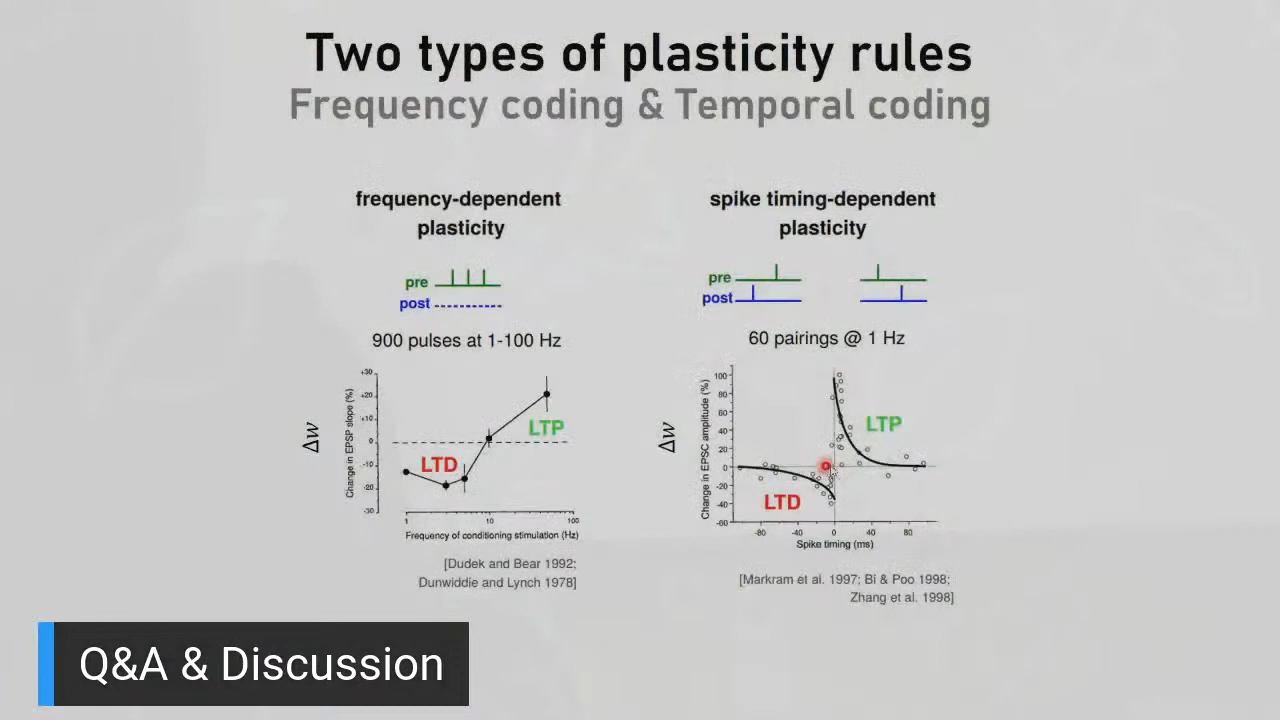 Two types of plasticity rules
Frequency coding & Temporal coding
frequency-dependent
plasticity
pre
post
900 pulses at 1-100 Hz
Δw
Change in EPSP slope (%)
+30
+20
+10
0
-10
-20
-30
LTD
LTP
1
10
100
Frequency of conditioning stimulation (Hz)
[Dudek and Bear 1992;
Dunwiddie and Lynch 1978]
spike timing-dependent
plasticity
pre
post
60 pairings @ 1 Hz
Δw
Change in EPSC amplitude (%)
100
80
60
40
20
0
-20
-40
-60
LTP
LTD
-80
-40
0
40
80
Spike timing (ms)
[Markram et al. 1997; Bi & Poo 1998;
Zhang et al. 1998]
Q&A & Discussion